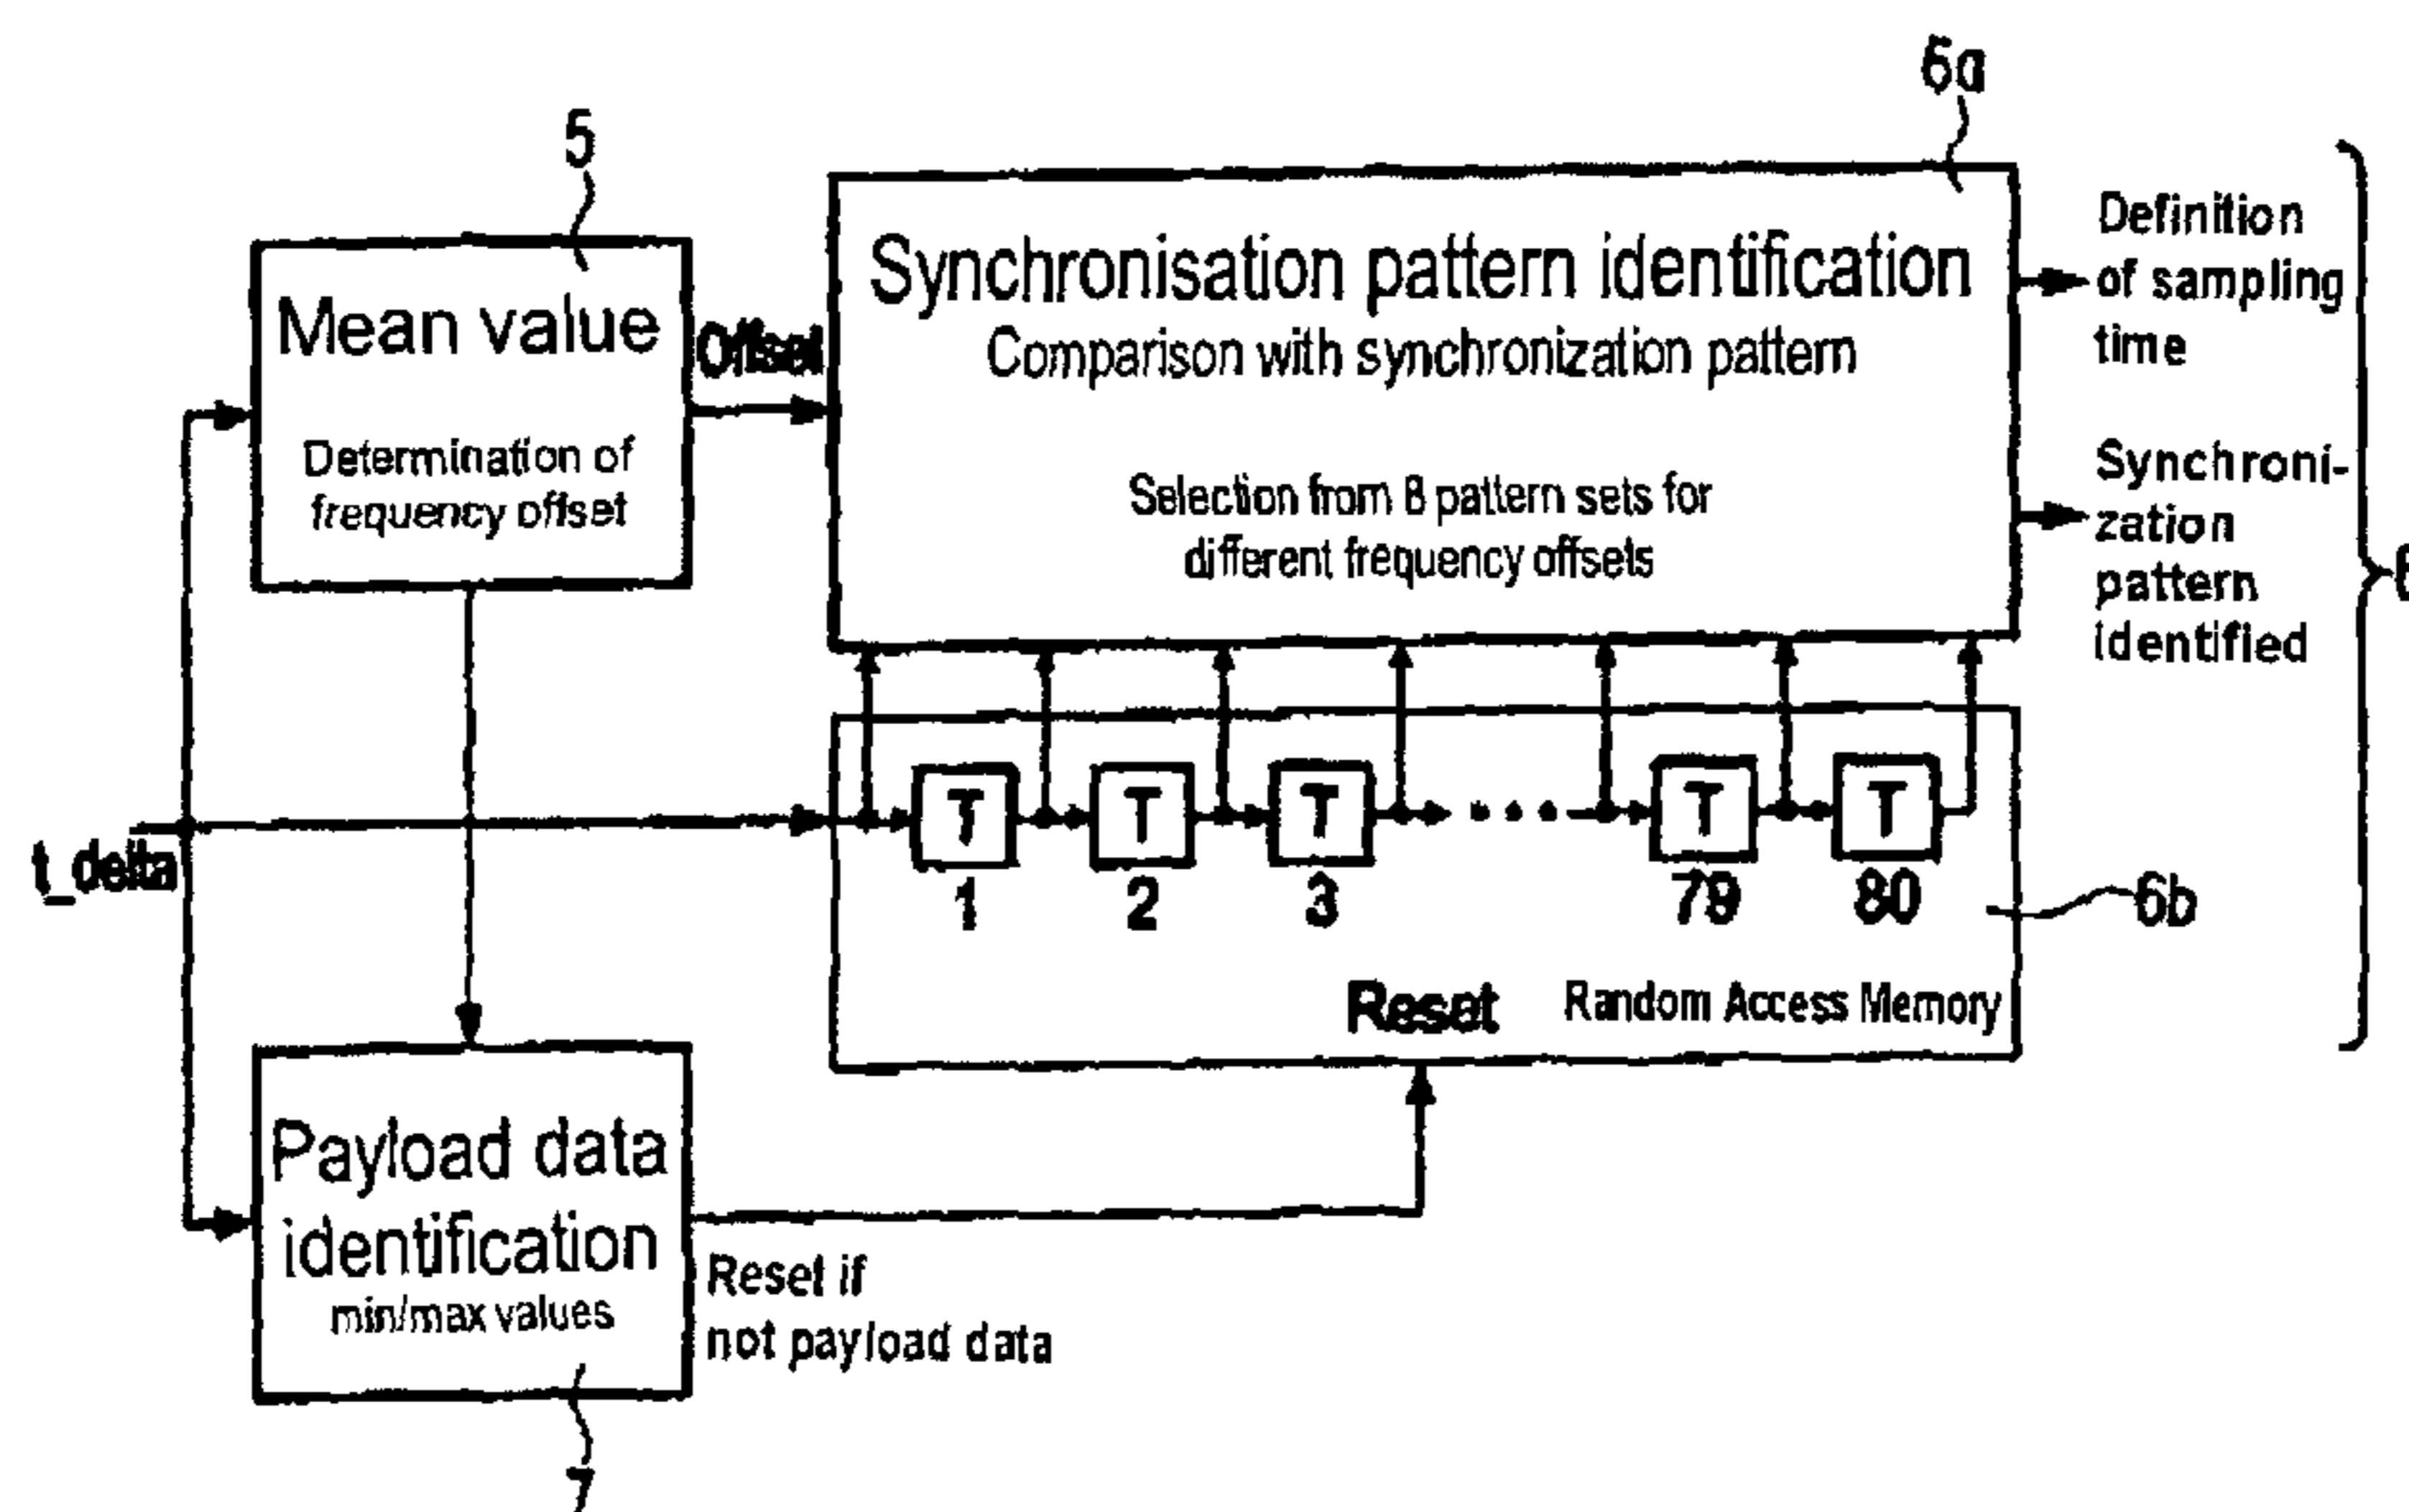 6a
5
Synchronisation pattern identification
Comparison with synchronization pattern
Selection from 8 pattern sets for
different frequency offsets
Mean value
Determination of
frequency offset
Offset
Definition
of sampling
time
Synchroni-
zation
pattern
identified
6
t_delta
T T T T T
1 2 3 79 80
6b
Reset
Random Access Memory
Payload data
identification
min/max values
Reset if
not payload data
7